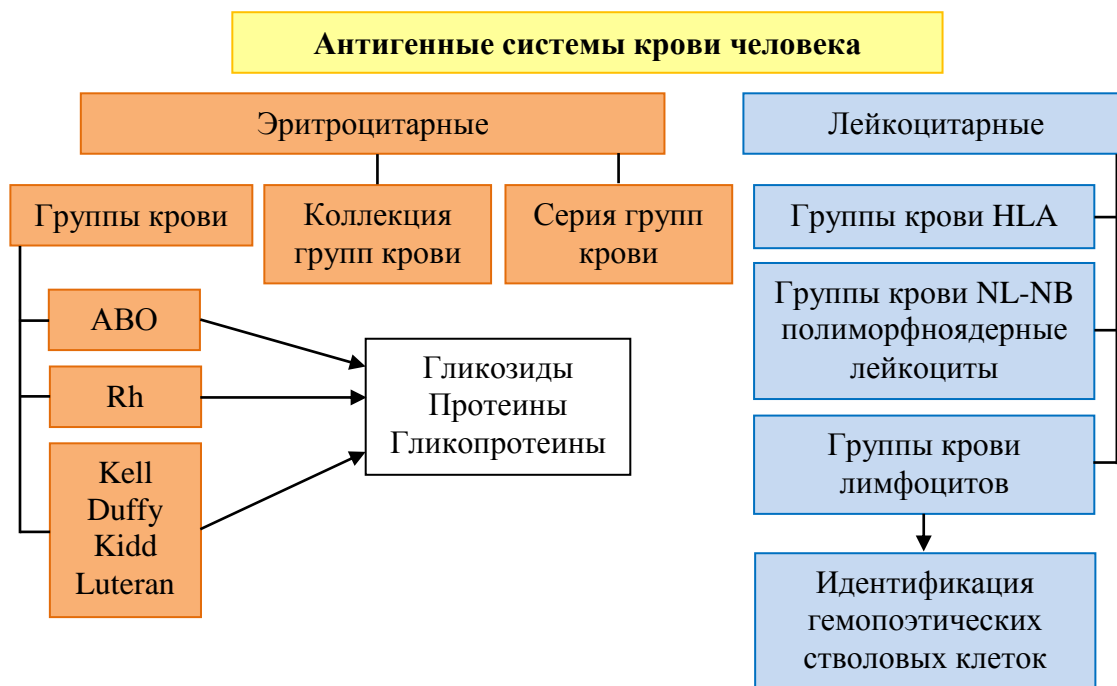 Антигенные системы крови человека
Эритроцитарные
Лейкоцитарные
Группы крови
Коллекция
групп крови
Серия групп
крови
ABO
Rh
Kell
Duffy
Kidd
Luteran
Гликозиды
Протеины
Гликопротеины
Группы крови HLA
Группы крови NL-NB
полиморфноядерные
лейкоциты
Группы крови
лимфоцитов
Идентификация
гемопоэтических
стволовых клеток